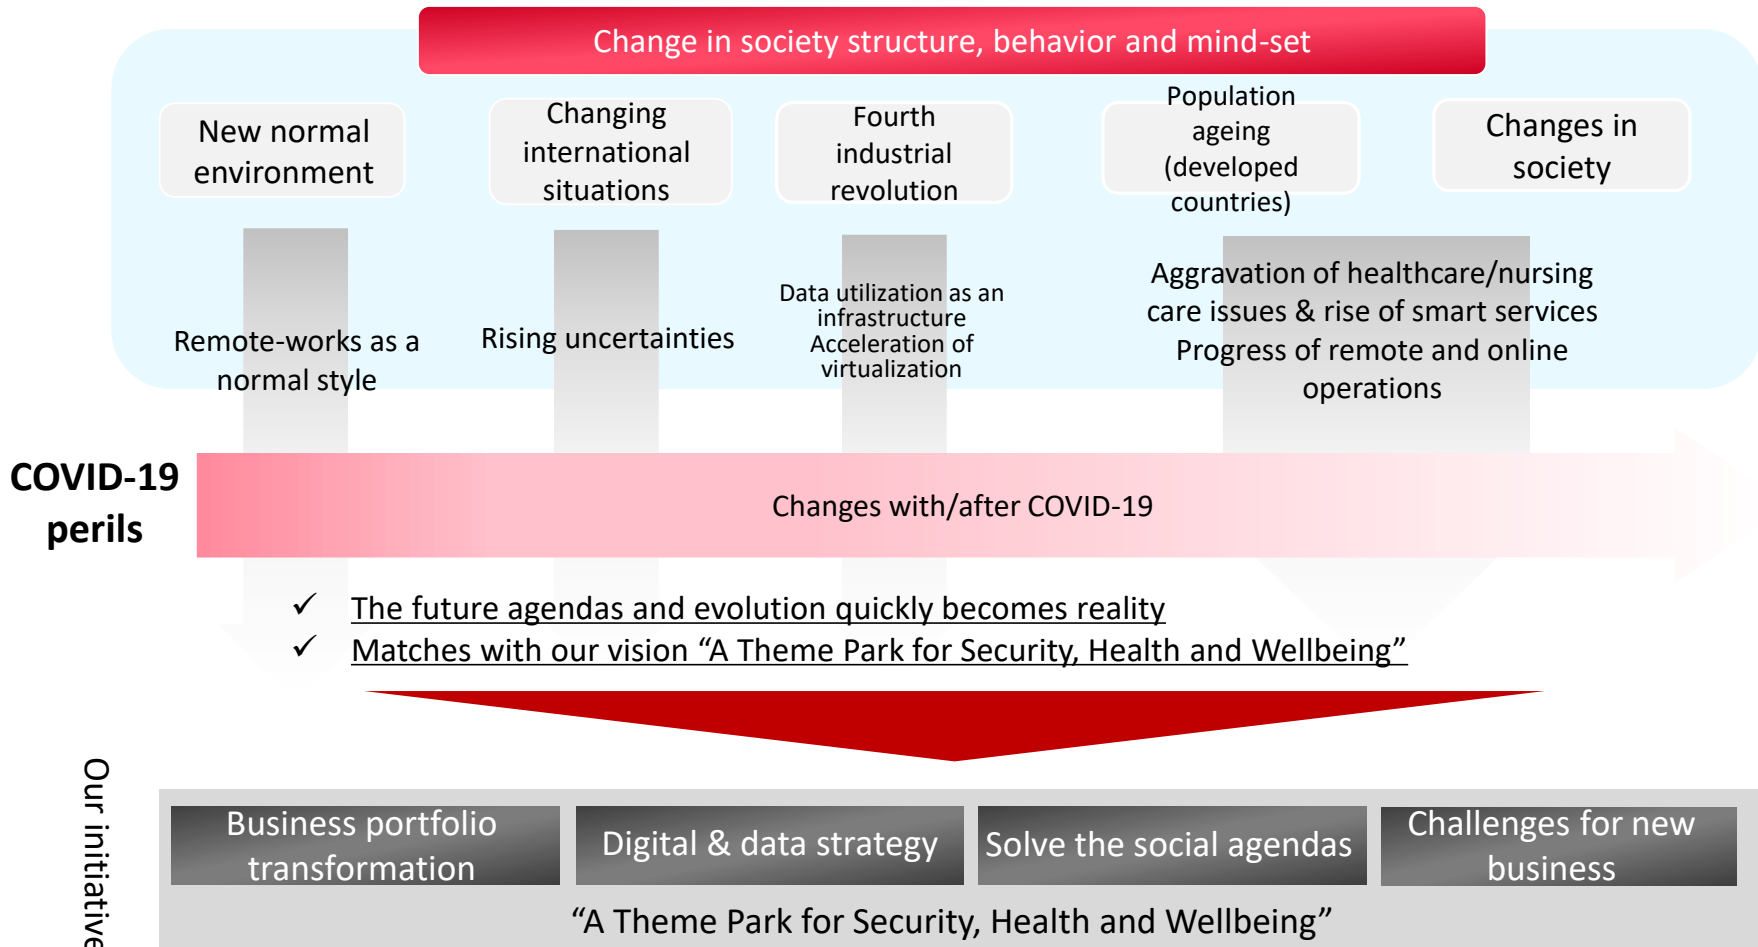 Change in society structure, behavior and mind-set
New normal
environment
Changing
international
situations
Fourth
industrial
revolution
Population
ageing
(developed
countries)
Changes in
society
Remote-works as a
normal style
Rising uncertainties
Data utilization as an
infrastructure
Acceleration of
virtualization
Aggravation of healthcare/nursing
care issues & rise of smart services
Progress of remote and online
operations
COVID-19
perils
Changes with/after COVID-19
✓ The future agendas and evolution quickly becomes reality
✓ Matches with our vision “A Theme Park for Security, Health and Wellbeing”
Our initiative
Business portfolio
transformation
Digital & data strategy
Solve the social agendas
Challenges for new
business
“A Theme Park for Security, Health and Wellbeing”